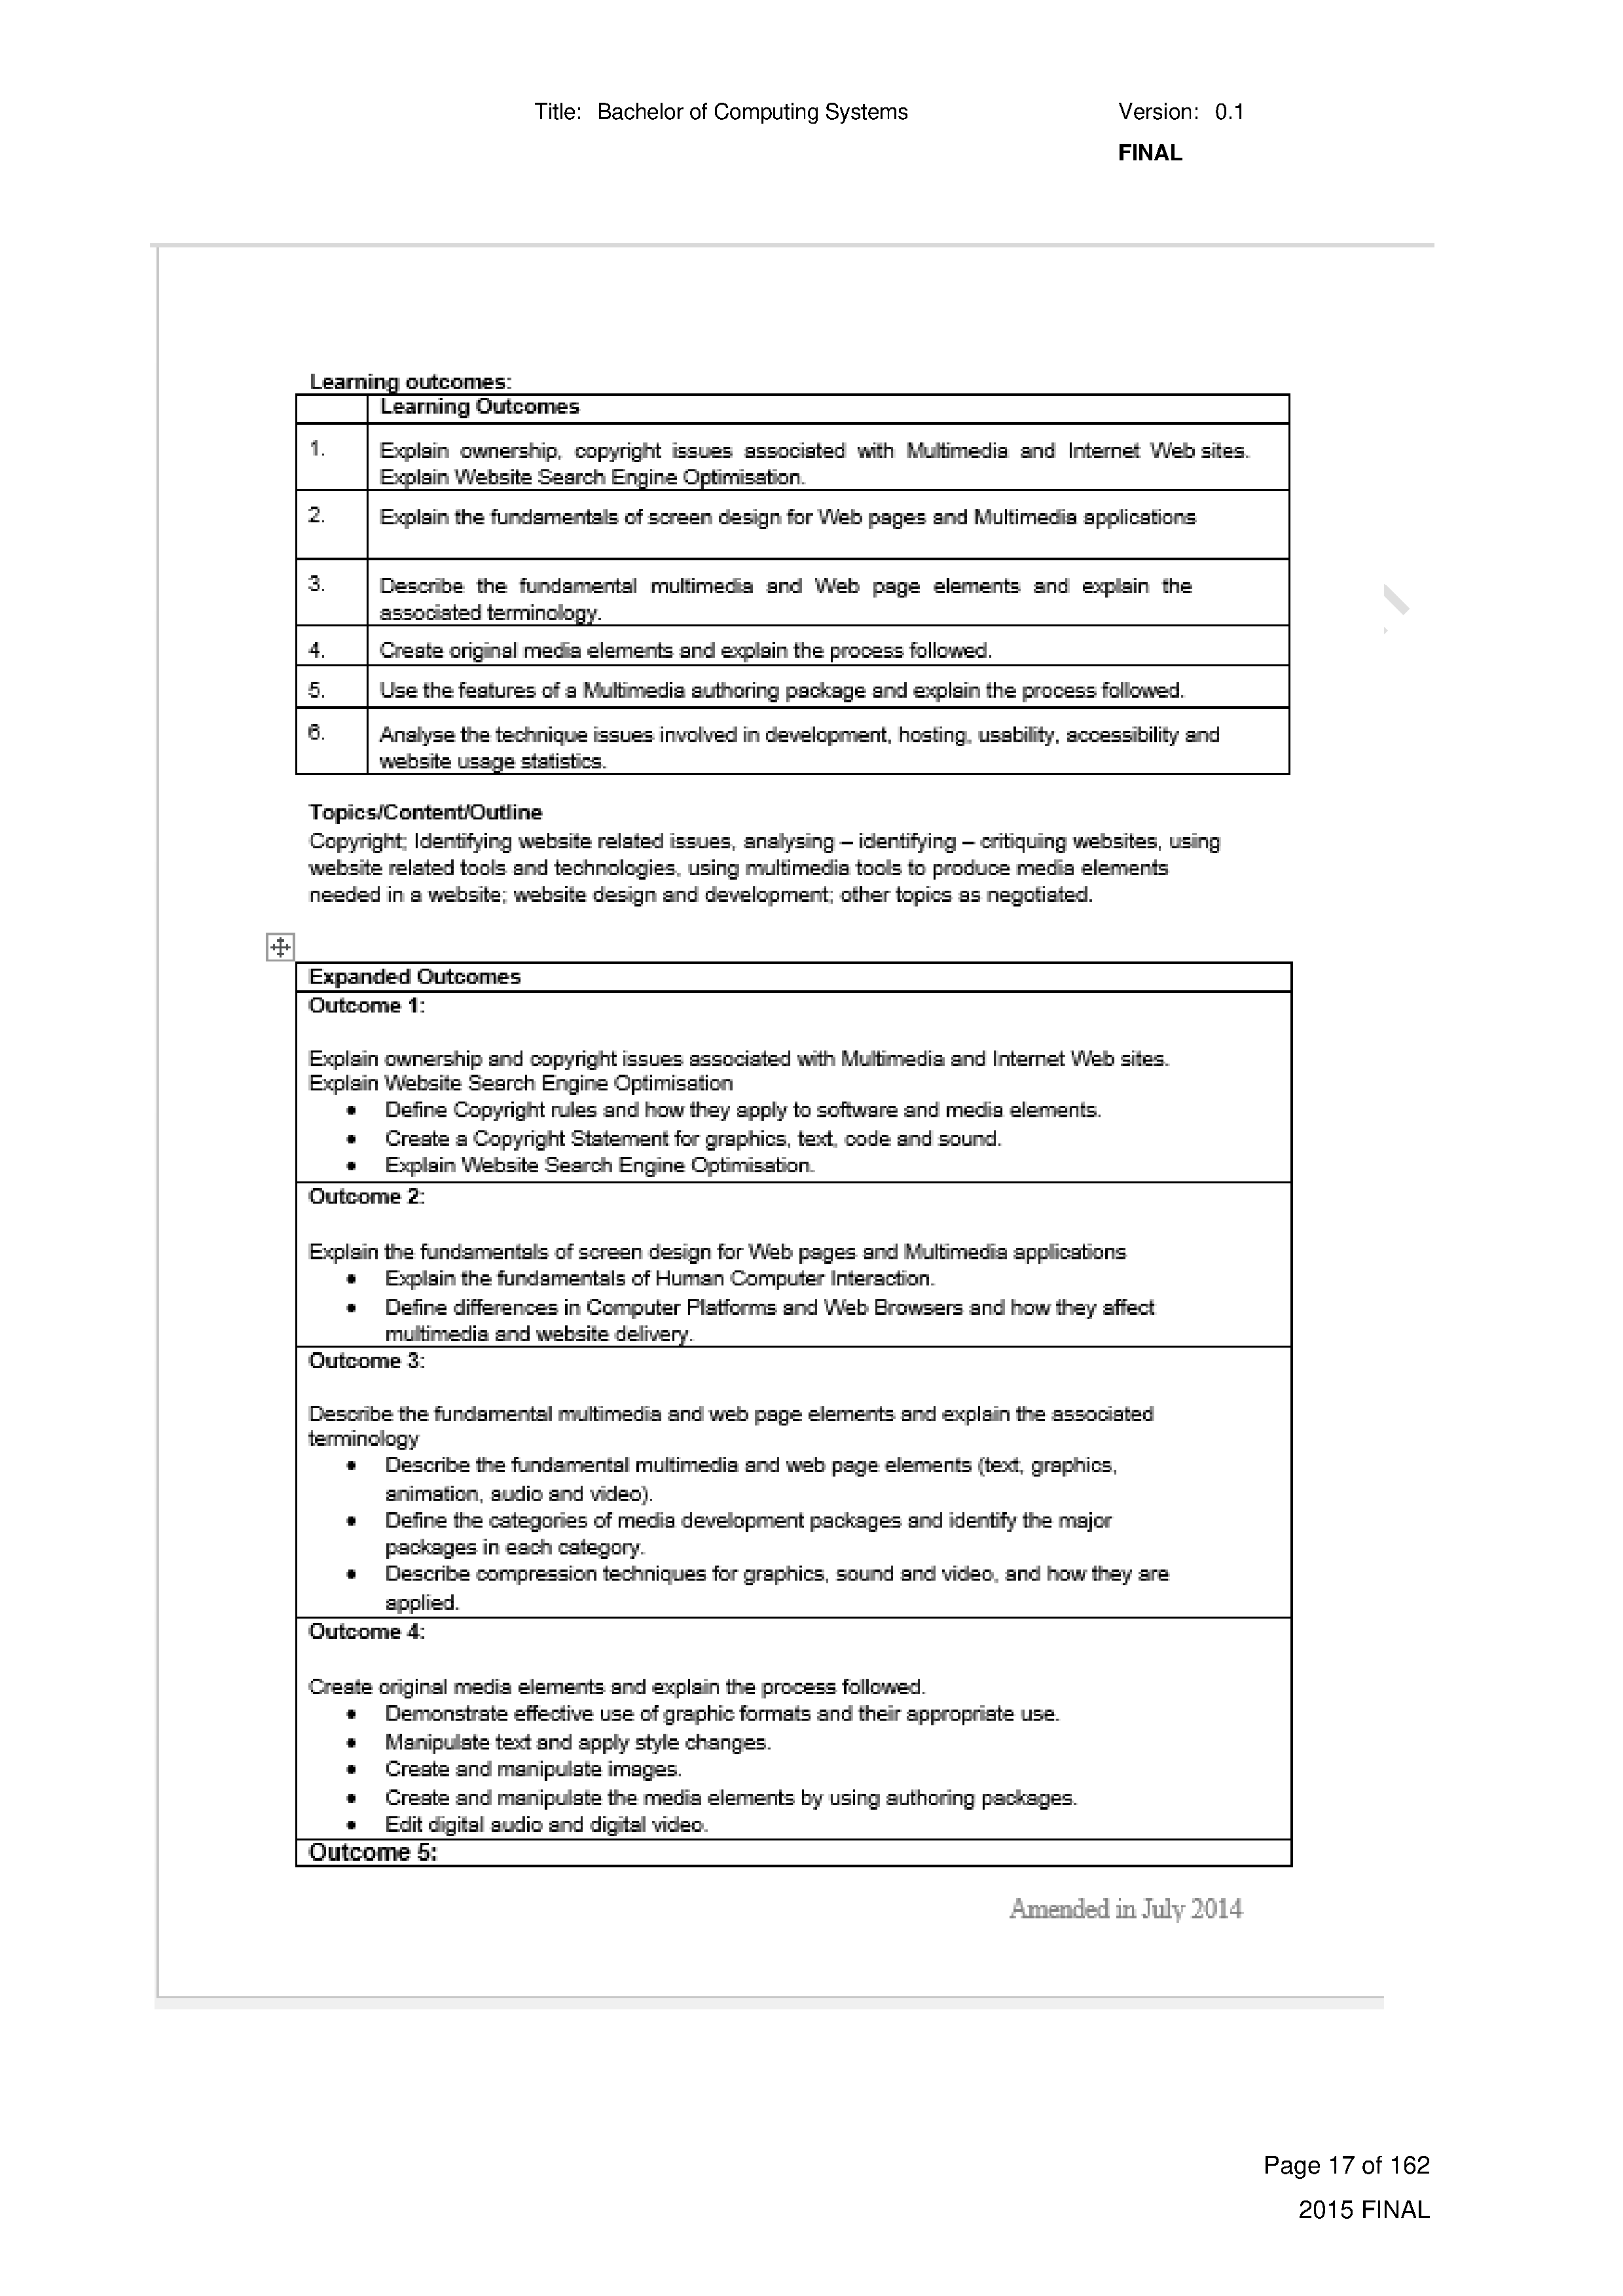 Title: Bachelor of Computing Systems Version: 0.1
FINAL
Learning outcomes:
Learning Outcomes
1. Explain ownership, copyright issues associated with Multimedia and Internet Web sites.
Explain Website Search Engine Optimisation.
2. Explain the fundamentals of screen design for Web pages and Multimedia applications
3. Describe the fundamental multimedia and Web page elements and explain the
associated terminology.
4. Create original media elements and explain the process followed.
5. Use the features of a Multimedia authoring package and explain the process followed.
6. Analyse the technique issues involved in development, hosting, usability, accessibility and
website usage statistics.
Topics/Content/Outline
Copyright; Identifying website related issues, analysing – identifying – critiquing websites, using
website related tools and technologies, using multimedia tools to produce media elements
needed in a website; website design and development; other topics as negotiated.
Expanded Outcomes
Outcome 1:
Explain ownership and copyright issues associated with Multimedia and Internet Web sites.
Explain Website Search Engine Optimisation
• Define Copyright rules and how they apply to software and media elements.
• Create a Copyright Statement for graphics, text, code and sound.
• Explain Website Search Engine Optimisation.
Outcome 2:
Explain the fundamentals of screen design for Web pages and Multimedia applications
• Explain the fundamentals of Human Computer Interaction.
• Define differences in Computer Platforms and Web Browsers and how they affect
multimedia and website delivery.
Outcome 3:
Describe the fundamental multimedia and web page elements and explain the associated
terminology
• Describe the fundamental multimedia and web page elements (text, graphics,
animation, audio and video).
• Define the categories of media development packages and identify the major
packages in each category.
• Describe compression techniques for graphics, sound and video, and how they are
applied.
Outcome 4:
Create original media elements and explain the process followed.
• Demonstrate effective use of graphic formats and their appropriate use.
• Manipulate text and apply style changes.
• Create and manipulate images.
• Create and manipulate the media elements by using authoring packages.
• Edit digital audio and digital video.
Outcome 5:
Amended in July 2014
Page 17 of 162
2015 FINAL